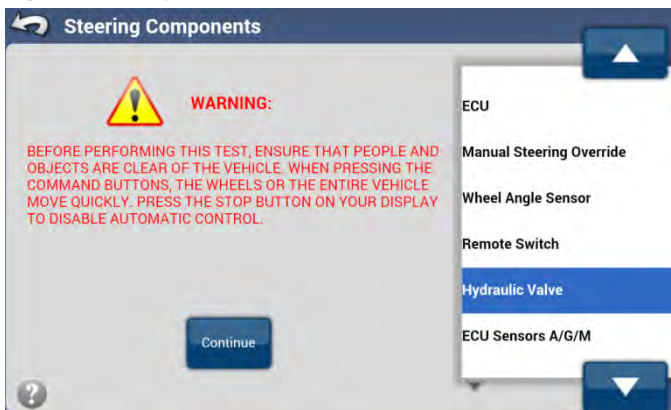 Steering Components
WARNING:
BEFORE PERFORMING THIS TEST, ENSURE THAT PEOPLE AND
OBJECTS ARE CLEAR OF THE VEHICLE. WHEN PRESSING THE
COMMAND BUTTONS, THE WHEELS OR THE ENTIRE VEHICLE
MOVE QUICKLY. PRESS THE STOP BUTTON ON YOUR DISPLAY
TO DISABLE AUTOMATIC CONTROL.
Continue
ECU
Manual Steering Override
Wheel Angle Sensor
Remote Switch
Hydraulic Valve
ECU Sensors A/G/M